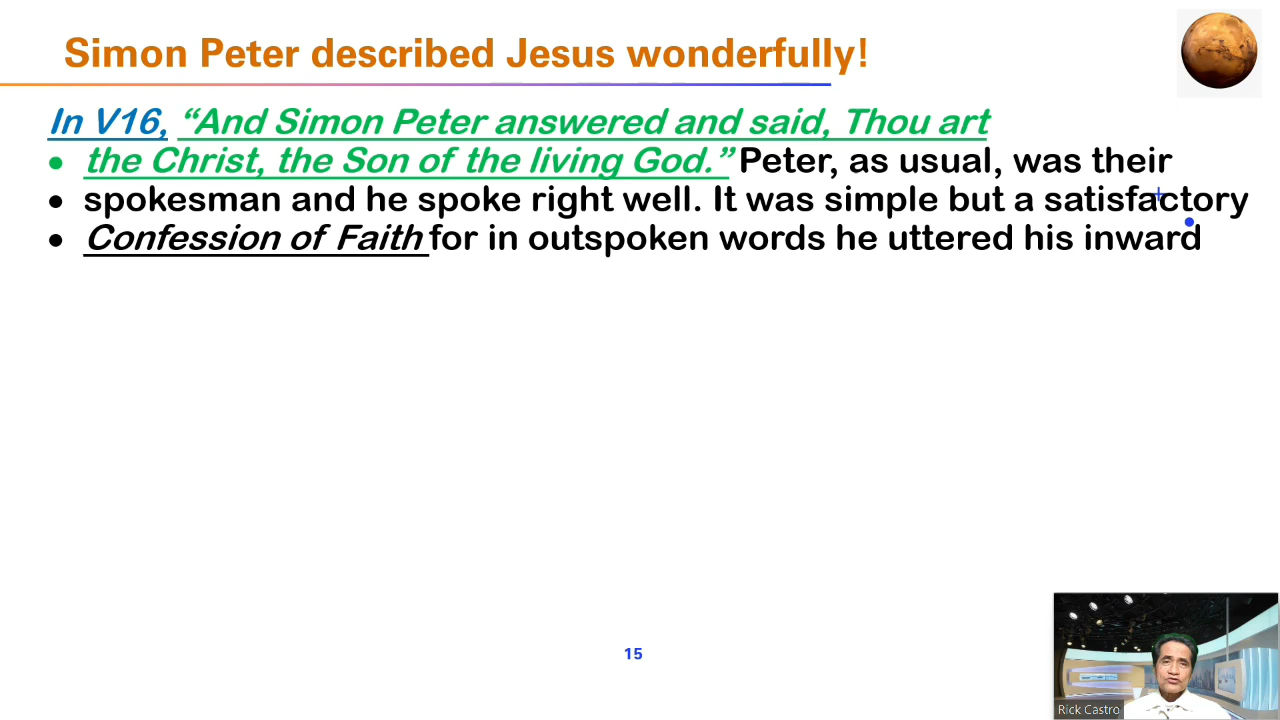 Simon Peter described Jesus wonderfully!
In V16, “And Simon Peter answered and said, Thou art
• the Christ, the Son of the living God.” Peter, as usual, was their
• spokesman and he spoke right well. It was simple but a satisfactory
• Confession of Faith for in outspoken words he uttered his inward
15
Rick Castro